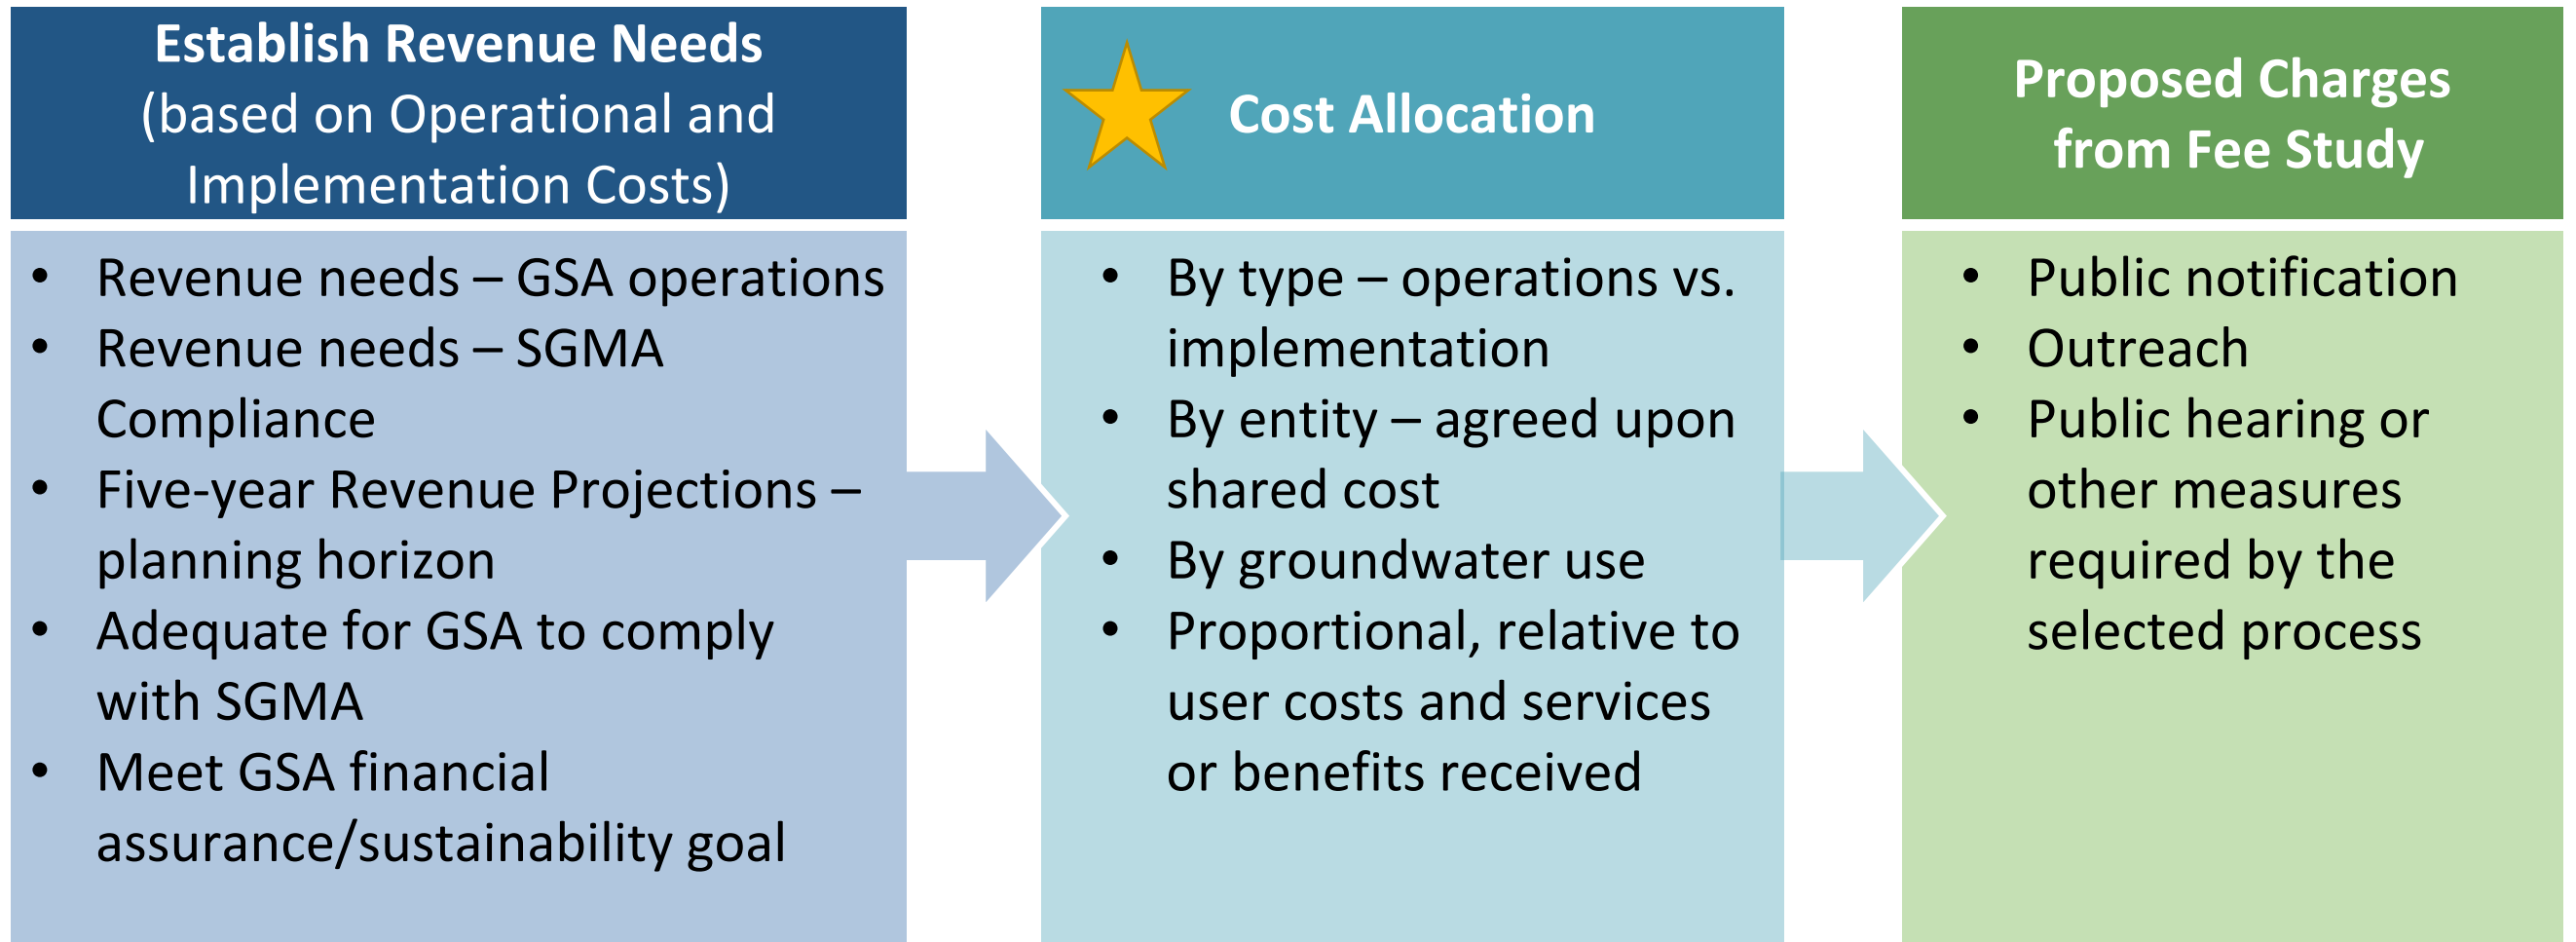 Establish Revenue Needs
(based on Operational and
Implementation Costs)
• Revenue needs – GSA operations
• Revenue needs – SGMA
Compliance
• Five-year Revenue Projections –
planning horizon
• Adequate for GSA to comply
with SGMA
• Meet GSA financial
assurance/sustainability goal
Cost Allocation
• By type – operations vs.
implementation
• By entity – agreed upon
shared cost
• By groundwater use
• Proportional, relative to
user costs and services
or benefits received
Proposed Charges
from Fee Study
• Public notification
• Outreach
• Public hearing or
other measures
required by the
selected process